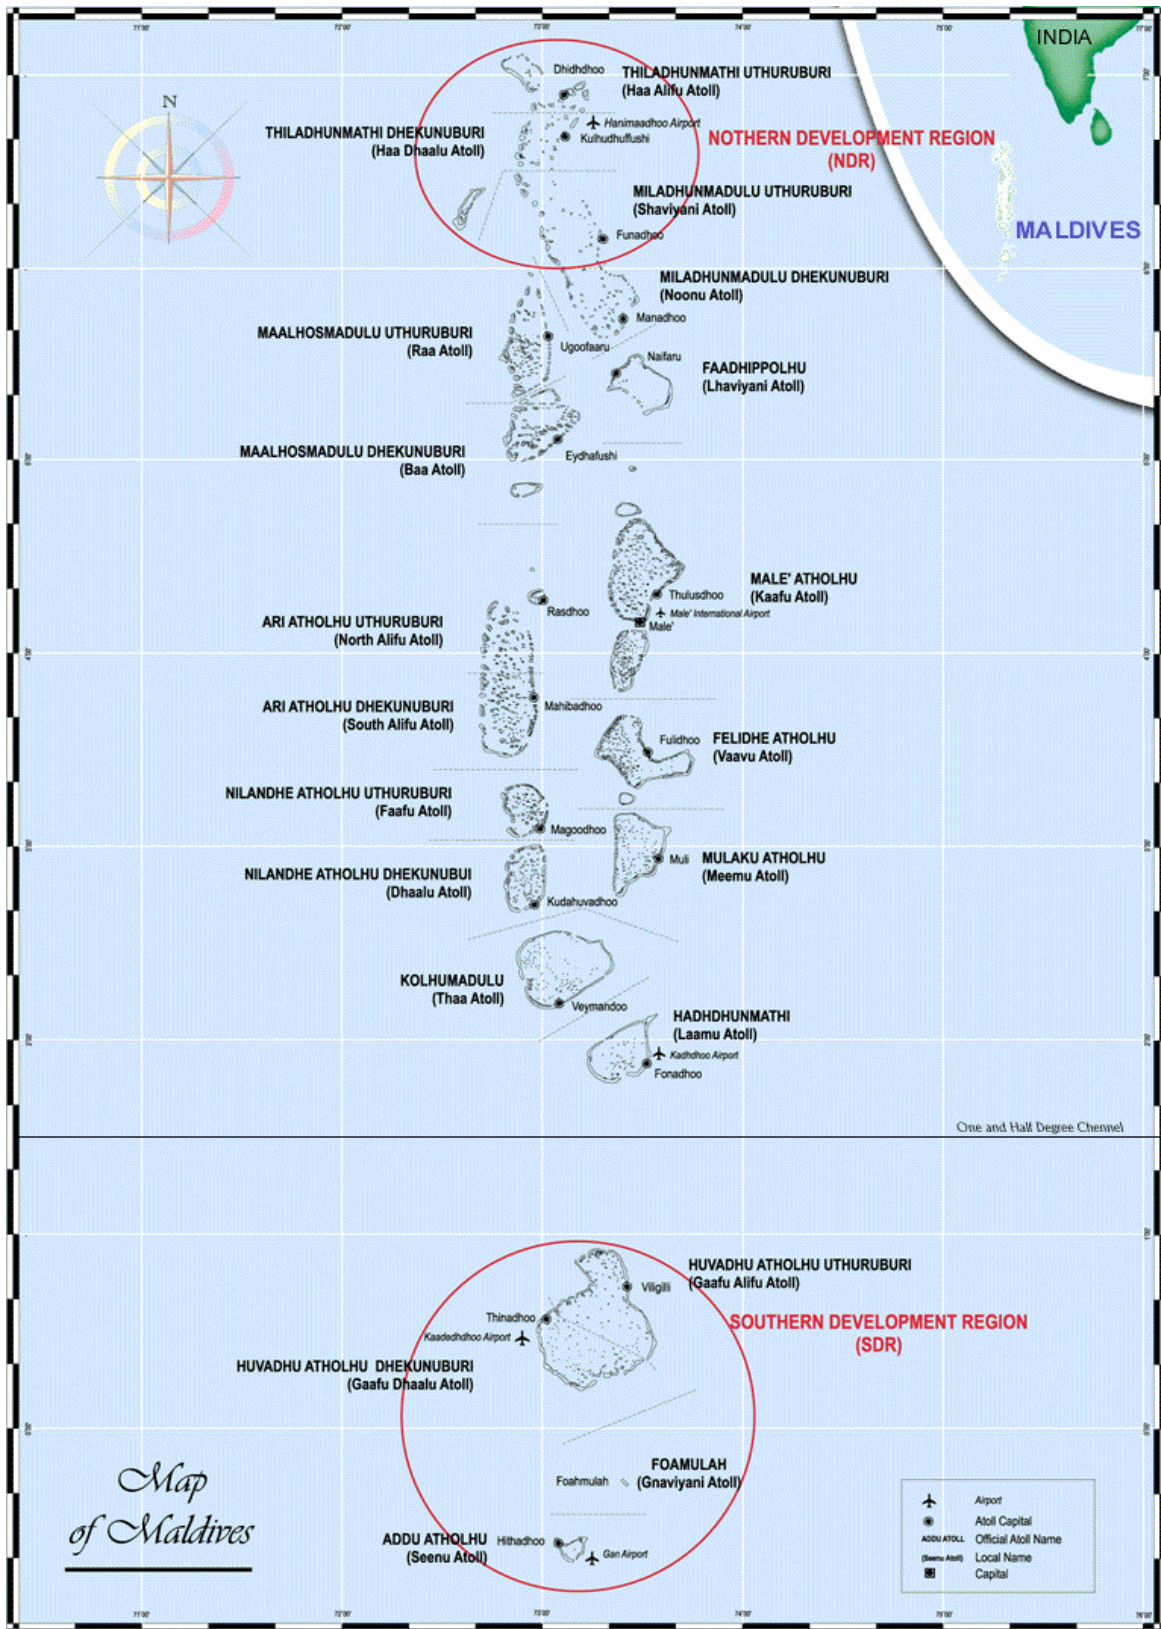 INDIA
MALDIVES
N
Dhidhdhoo
THILADHUNMATHI UTHURUBURI
(Haa Alifu Atoll)
Hanimaadhoo Airport
THILADHUNMATHI DHEKUNUBURI
(Haa Dhaalu Atoll)
Kulhudhuffushi
NOTHERN DEVELOPMENT REGION
(NDR)
MILADHUNMADULU UTHURUBURI
(Shaviyani Atoll)
Funadhoo
MILADHUNMADULU DHEKUNUBURI
(Noonu Atoll)
Manadhoo
MAALHOSMADULU UTHURUBURI
(Raa Atoll)
Ugoofaaru
Naifaru
FAADHIPPOLHU
(Lhaviyani Atoll)
MAALHOSMADULU DHEKUNUBURI
(Baa Atoll)
Eydhafushi
MALE' ATHOLHU
(Kaafu Atoll)
Thulusdhoo
Male' International Airport
Male'
Rasdhoo
ARI ATHOLHU UTHURUBURI
(North Alifu Atoll)
ARI ATHOLHU DHEKUNUBURI
(South Alifu Atoll)
Mahibadhoo
Fulidhoo
FELIDHE ATHOLHU
(Vaavu Atoll)
NILANDHE ATHOLHU UTHURUBURI
(Faafu Atoll)
Magoodhoo
Muli
MULAKU ATHOLHU
(Meemu Atoll)
NILANDHE ATHOLHU DHEKUNUBUI
(Dhaalu Atoll)
Kudahuvadhoo
KOLHUMADULU
(Thaa Atoll)
Veymandoo
HADHDHUNMATHI
(Laamu Atoll)
Kadhdhoo Airport
Fonadhoo
One and Half Degree Chennel
HUVADHU ATHOLHU UTHURUBURI
(Gaafu Alifu Atoll)
Viligilli
Thinadhoo
Kaadedhdhoo Airport
SOUTHERN DEVELOPMENT REGION
(SDR)
HUVADHU ATHOLHU DHEKUNUBURI
(Gaafu Dhaalu Atoll)
FOAMULAH
Foahmulah
(Gnaviyani Atoll)
ADDU ATHOLHU
(Seenu Atoll)
Hithadhoo
Gan Airport
Map
of Maldives
Airport
Atoll Capital
ADDU ATOLL Official Atoll Name
(Seenu Atoll) Local Name
Capital